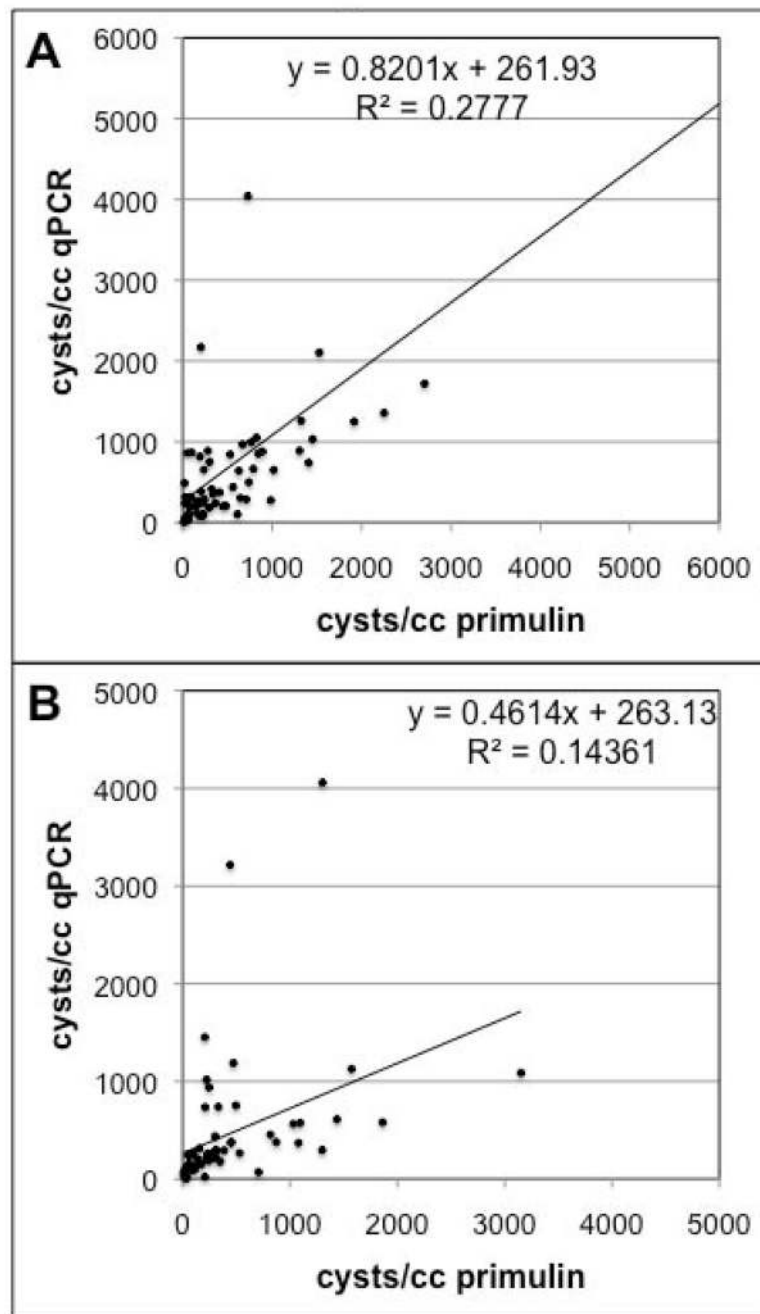 A
y = 0.8201x + 261.93
R² = 0.2777
6000
5000
4000
3000
2000
1000
0
cysts/cc qPCR
0 1000 2000 3000 4000 5000 6000
cysts/cc primulin
B
y = 0.4614x + 263.13
R² = 0.14361
5000
4000
3000
2000
1000
0
cysts/cc qPCR
0 1000 2000 3000 4000 5000
cysts/cc primulin